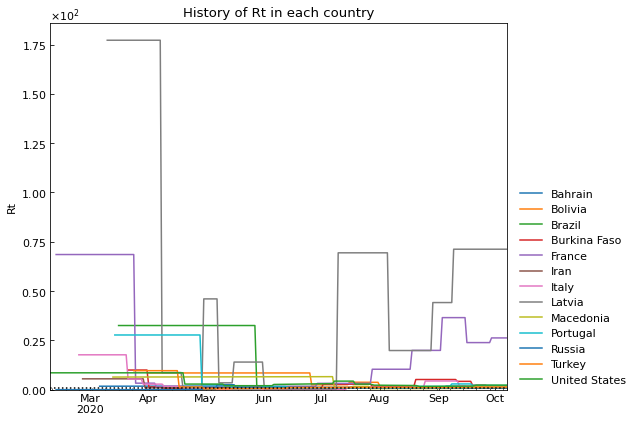 History of Rt in each country
×10²
1.75
1.50
1.25
1.00
0.75
0.50
0.25
0.00
Rt
Mar Apr May Jun Jul Aug Sep Oct
2020
Bahrain
Bolivia
Brazil
Burkina Faso
France
Iran
Italy
Latvia
Macedonia
Portugal
Russia
Turkey
United States